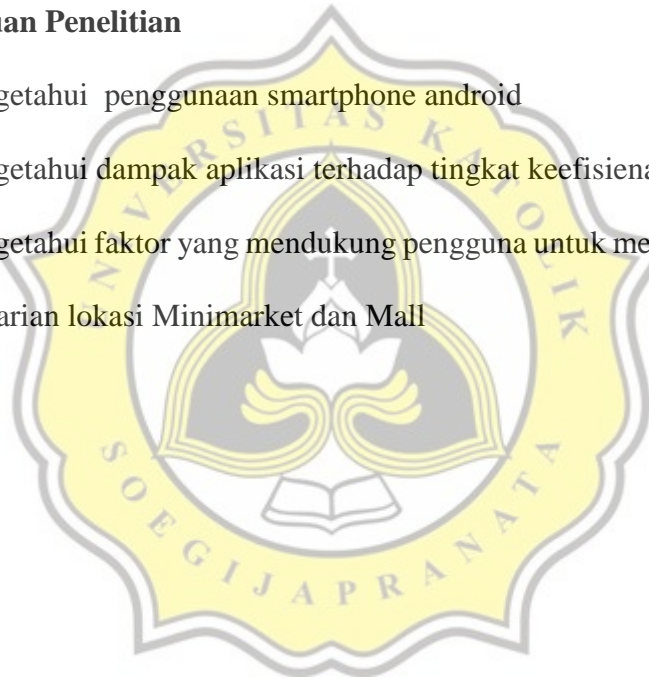 uan Penelitian
getahui penggunaan smartphone android
getahui dampak aplikasi terhadap tingkat keefisiena
getahui faktor yang mendukung pengguna untuk me
arian lokasi Minimarket dan Mall
UNIVERSITAS KATOLIK
SOEGIJAPRANATA